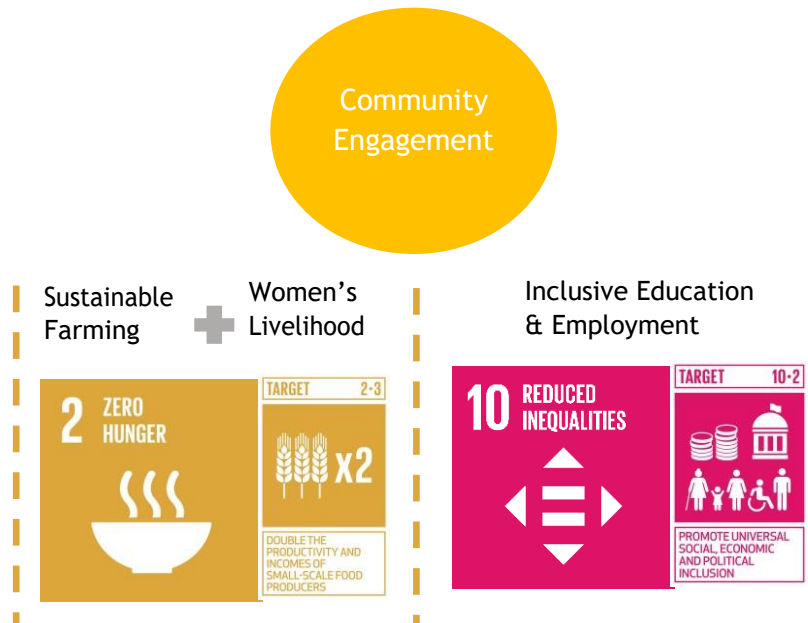 Community
Engagement
Sustainable
Farming
Women's
Livelihood
Inclusive Education
& Employment
2 ZERO
HUNGER
TARGET 2·3
x2
DOUBLE THE
PRODUCTIVITY AND
INCOMES OF
SMALL-SCALE FOOD
PRODUCERS
10 REDUCED
INEQUALITIES
TARGET 10·2
PROMOTE UNIVERSAL
SOCIAL, ECONOMIC
AND POLITICAL
INCLUSION